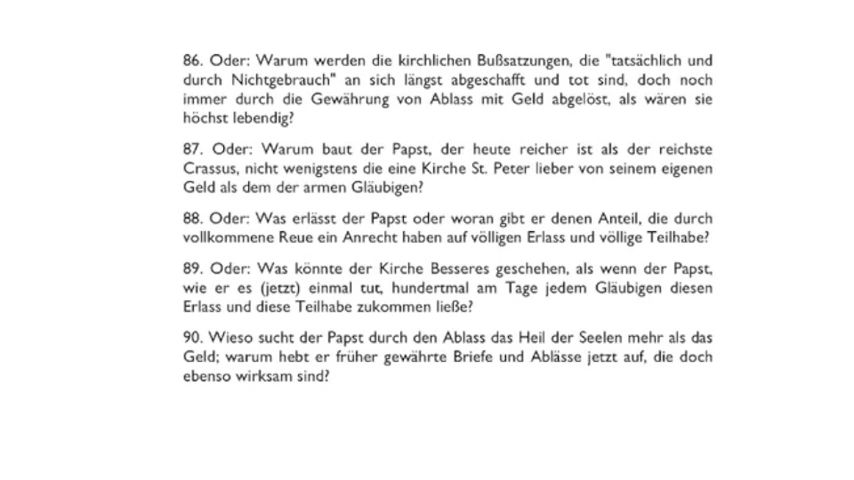 86. Oder: Warum werden die kirchlichen Bußsatzungen, die "tatsächlich und
durch Nichtgebrauch" an sich längst abgeschafft und tot sind, doch noch
immer durch die Gewährung von Ablass mit Geld abgelöst, als wären sie
höchst lebendig?
87. Oder: Warum baut der Papst, der heute reicher ist als der reichste
Crassus, nicht wenigstens die eine Kirche St. Peter lieber von seinem eigenen
Geld als dem der armen Gläubigen?
88. Oder: Was erlässt der Papst oder woran gibt er denen Anteil, die durch
vollkommene Reue ein Anrecht haben auf völligen Erlass und völlige Teilhabe?
89. Oder: Was könnte der Kirche Besseres geschehen, als wenn der Papst,
wie er es (jetzt) einmal tut, hundertmal am Tage jedem Gläubigen diesen
Erlass und diese Teilhabe zukommen ließe?
90. Wieso sucht der Papst durch den Ablass das Heil der Seelen mehr als das
Geld; warum hebt er früher gewährte Briefe und Ablässe jetzt auf, die doch
ebenso wirksam sind?